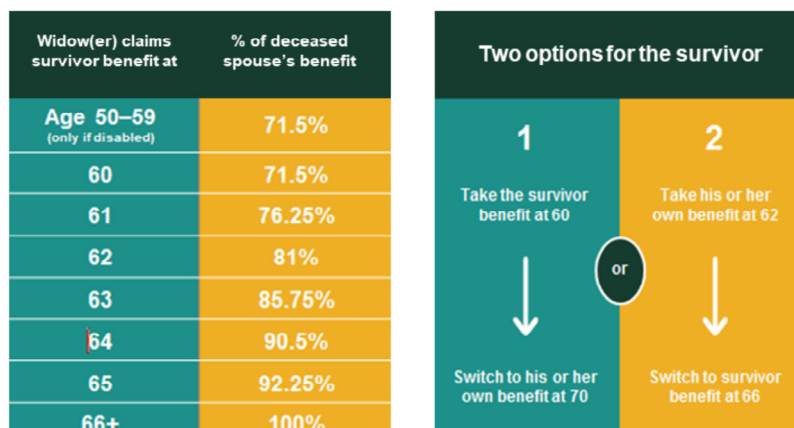 Widow(er) claims
survivor benefit at
% of deceased
spouse's benefit
Age 50–59
(only if disabled)
71.5%
60
71.5%
61
76.25%
62
81%
63
85.75%
64
90.5%
65
92.25%
66+
100%
Two options for the survivor
1
Take the survivor
benefit at 60
Switch to his or her
own benefit at 70
or
2
Take his or her
own benefit at 62
Switch to survivor
benefit at 66